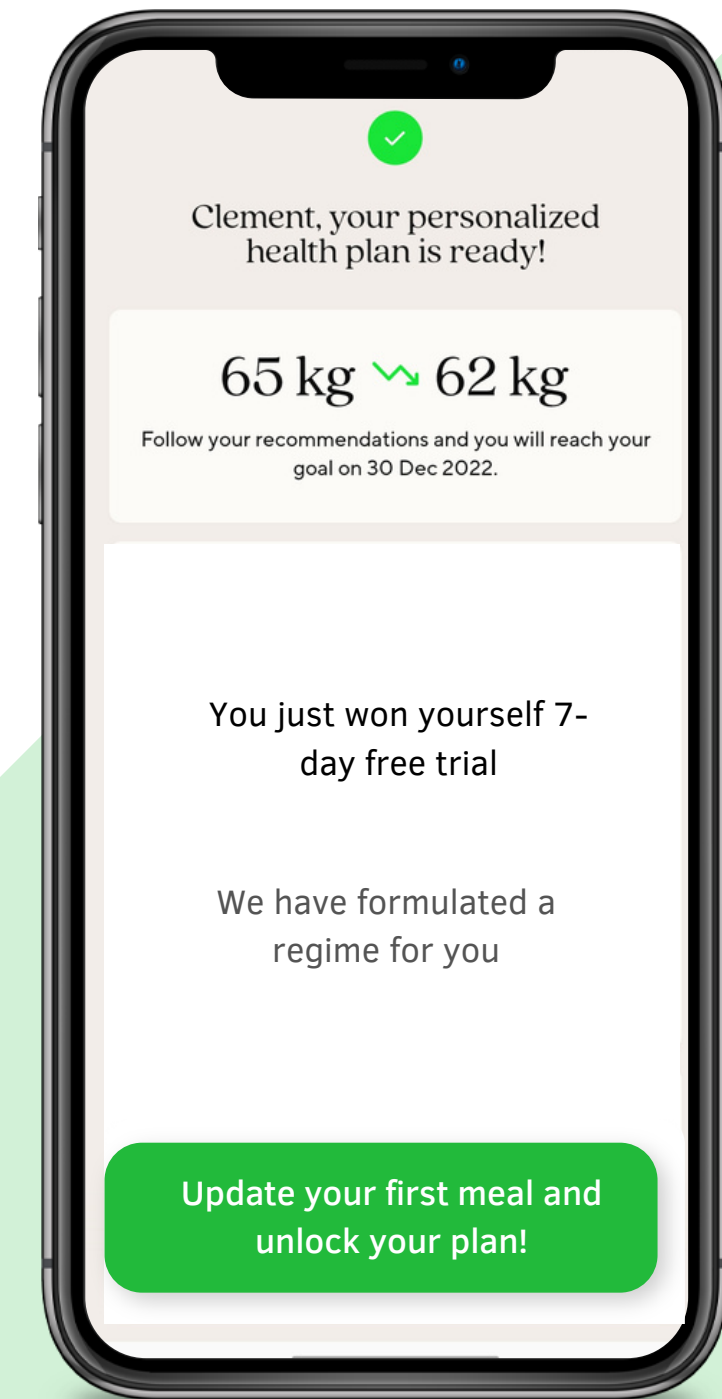 Clement, your personalized
health plan is ready!
65 kg 62 kg
Follow your recommendations and you will reach your
goal on 30 Dec 2022.
You just won yourself 7-
day free trial
We have formulated a
regime for you
Update your first meal and
unlock your plan!